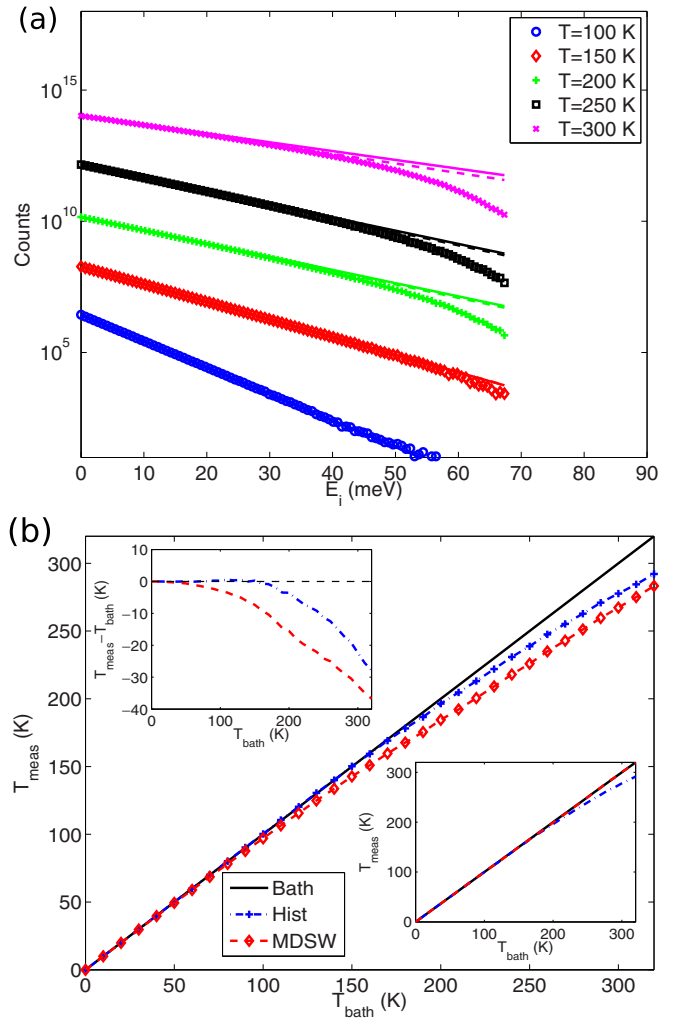 (a)
T=100 K
T=150 K
T=200 K
T=250 K
T=300 K
10^15
10^10
10^5
Counts
0 10 20 30 40 50 60 70 80 90
E_i (meV)
(b)
300
250
200
150
100
50
0
T_meas (K)
0 50 100 150 200 250 300
T_bath (K)
10
0
−10
−20
−30
−40
T_meas−T_bath (K)
0 100 200 300
T_bath (K)
Bath
Hist
MDSW
300
200
100
0
T_meas (K)
0 100 200 300
T_bath (K)